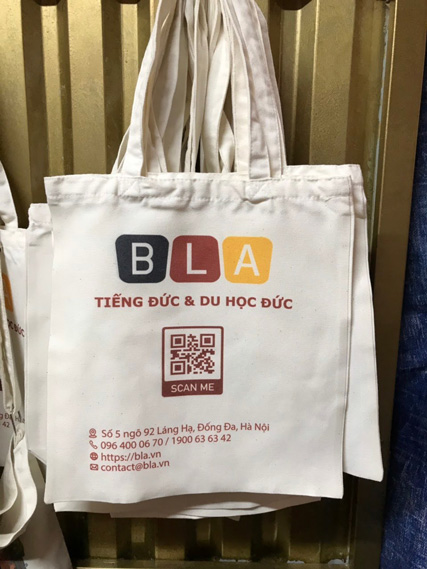 BLA
TIẾNG ĐỨC & DU HỌC ĐỨC
SCAN ME
Số 5 ngõ 92 Láng Hạ, Đống Đa, Hà Nội
096 400 06 70 / 1900 63 63 42
https://bla.vn
contact@bla.vn